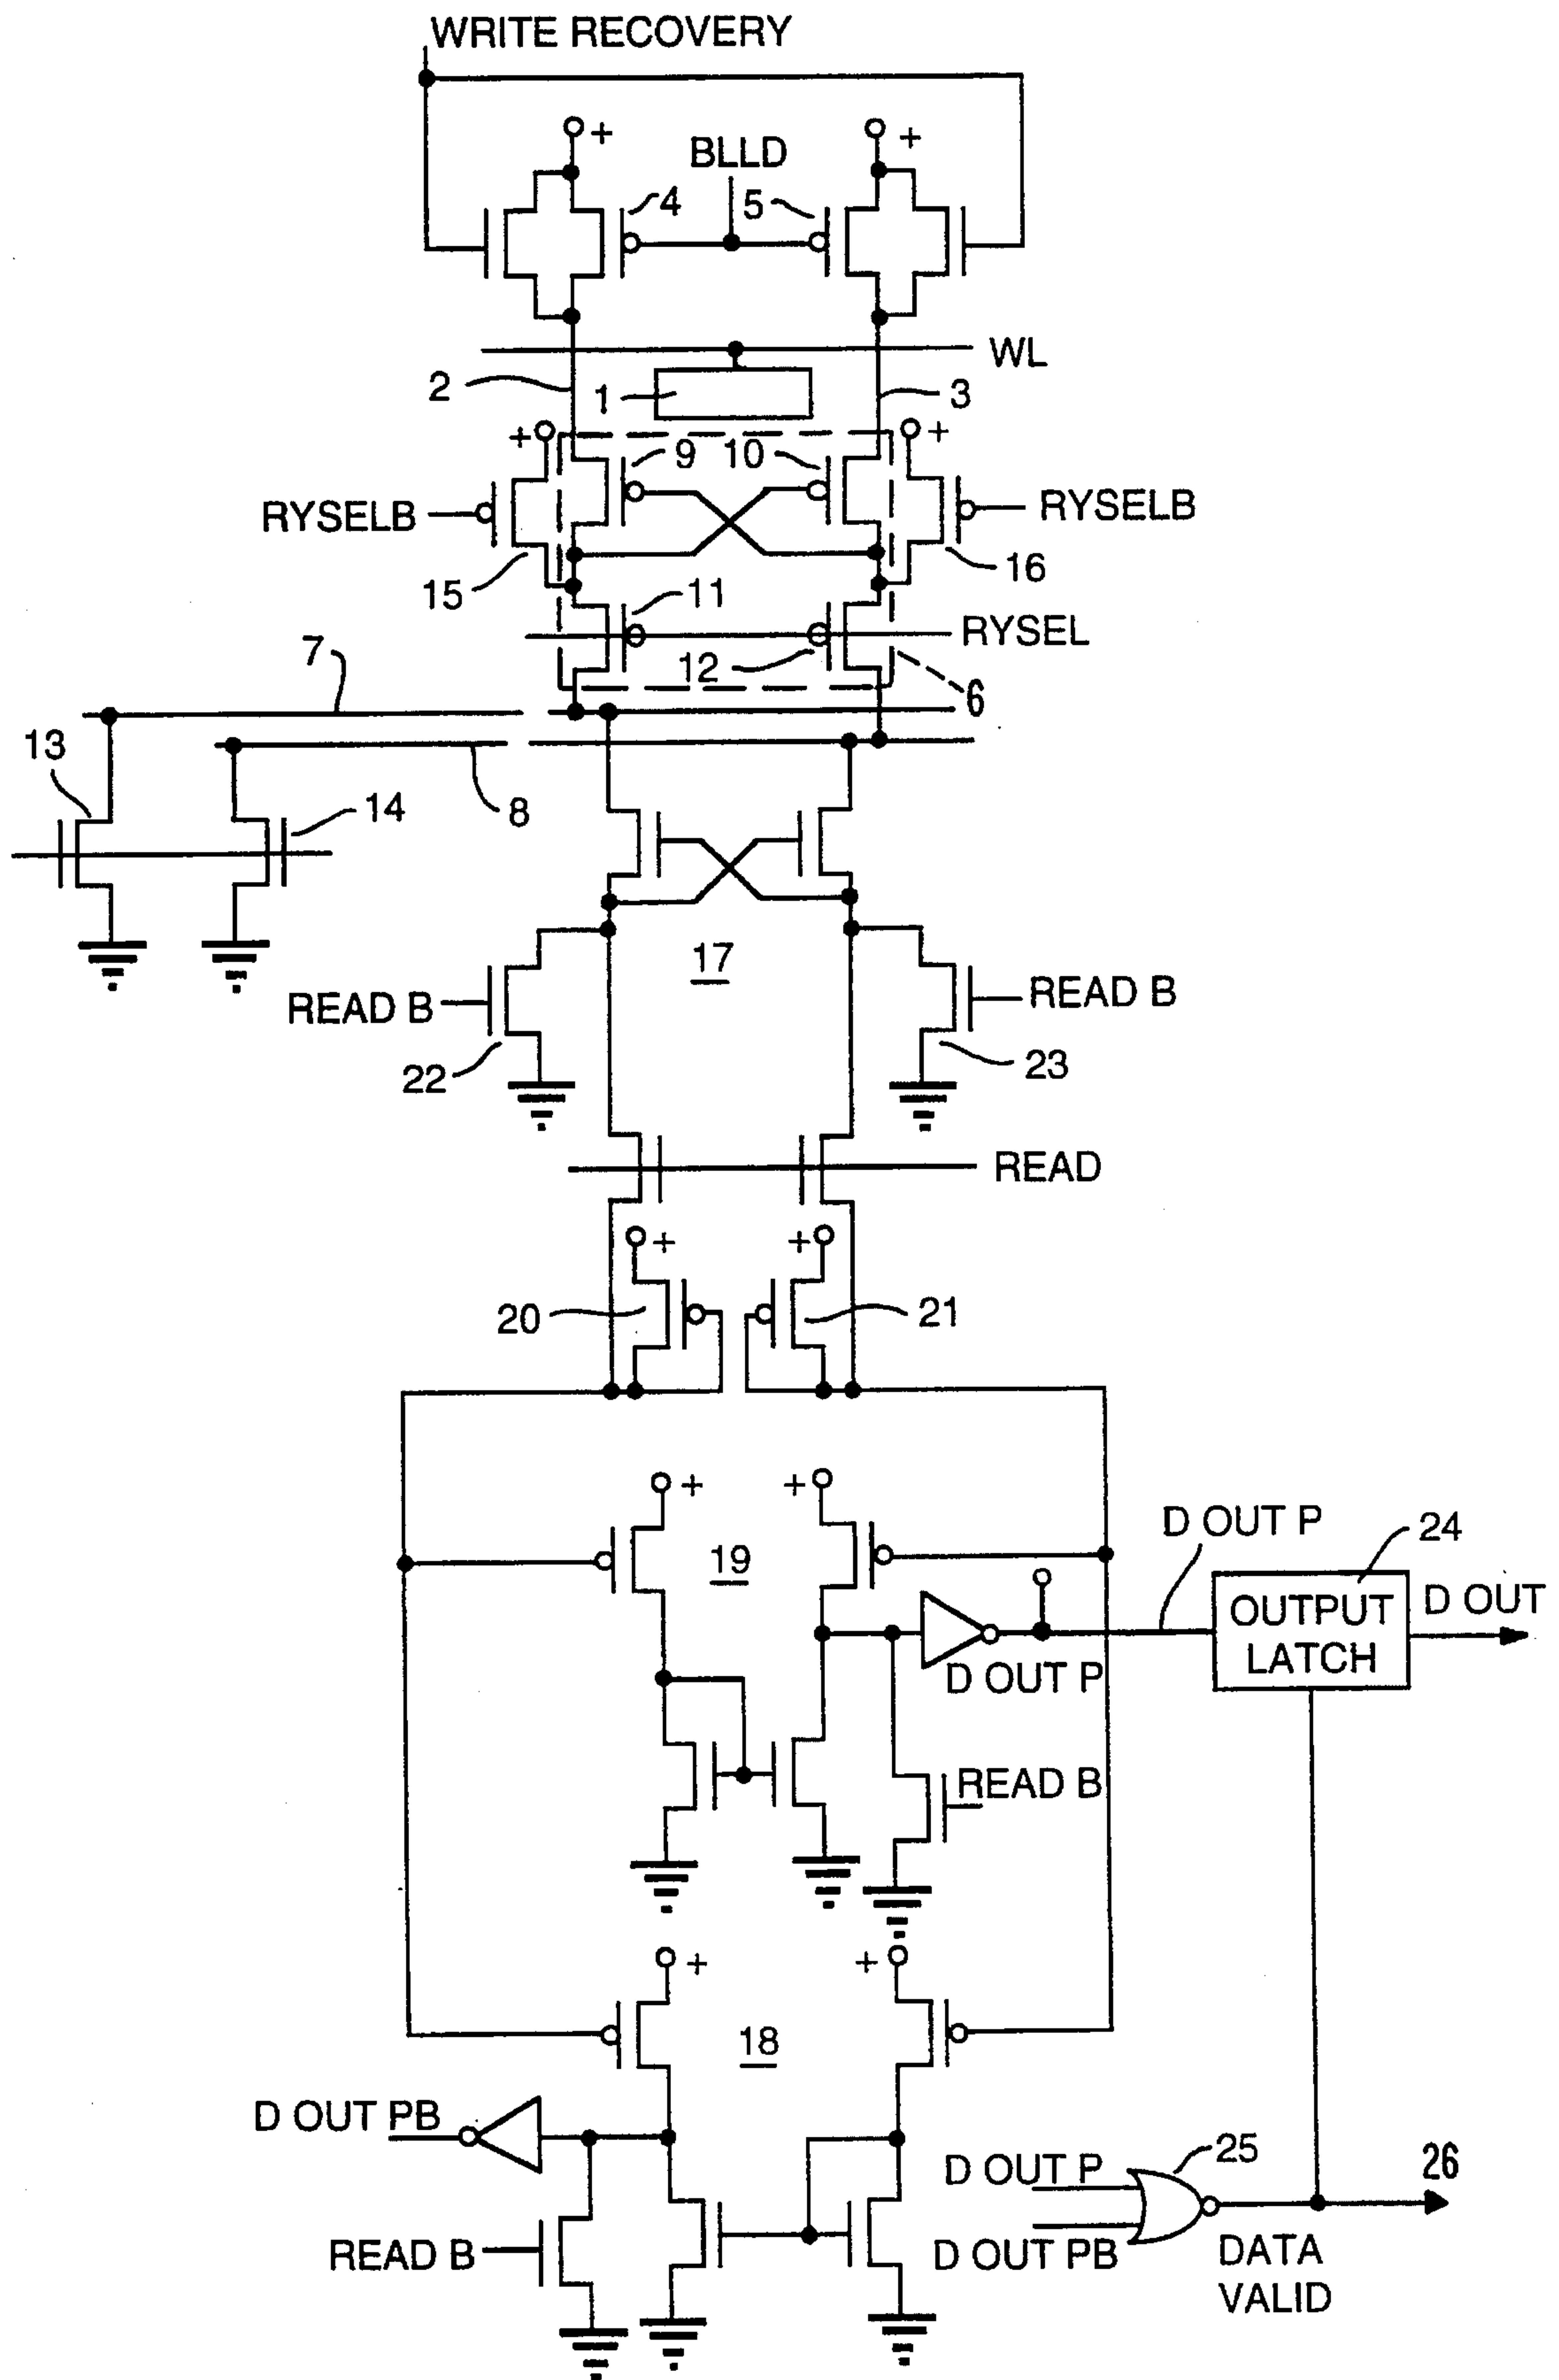 WRITE RECOVERY
+
+
BLLD
4
5
WL
2
1
3
+
+
9
10
RYSELB
RYSELB
15
16
11
RYSEL
12
7
6
13
14
8
17
READ B
READ B
22
23
READ
+
+
20
21
+
+
D OUT P
24
19
OUTPUT
LATCH
D OUT
D OUT P
READ B
+
+
18
D OUT PB
25
26
D OUT P
READ B
D OUT PB
DATA
VALID